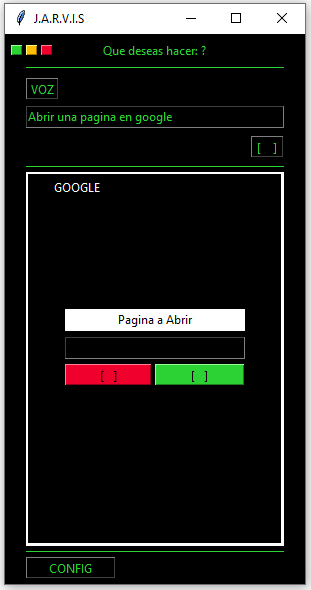 J.A.R.V.I.S
Que deseas hacer: ?
VOZ
Abrir una pagina en google
[ ]
GOOGLE
Pagina a Abrir
[ ] [ ]
CONFIG